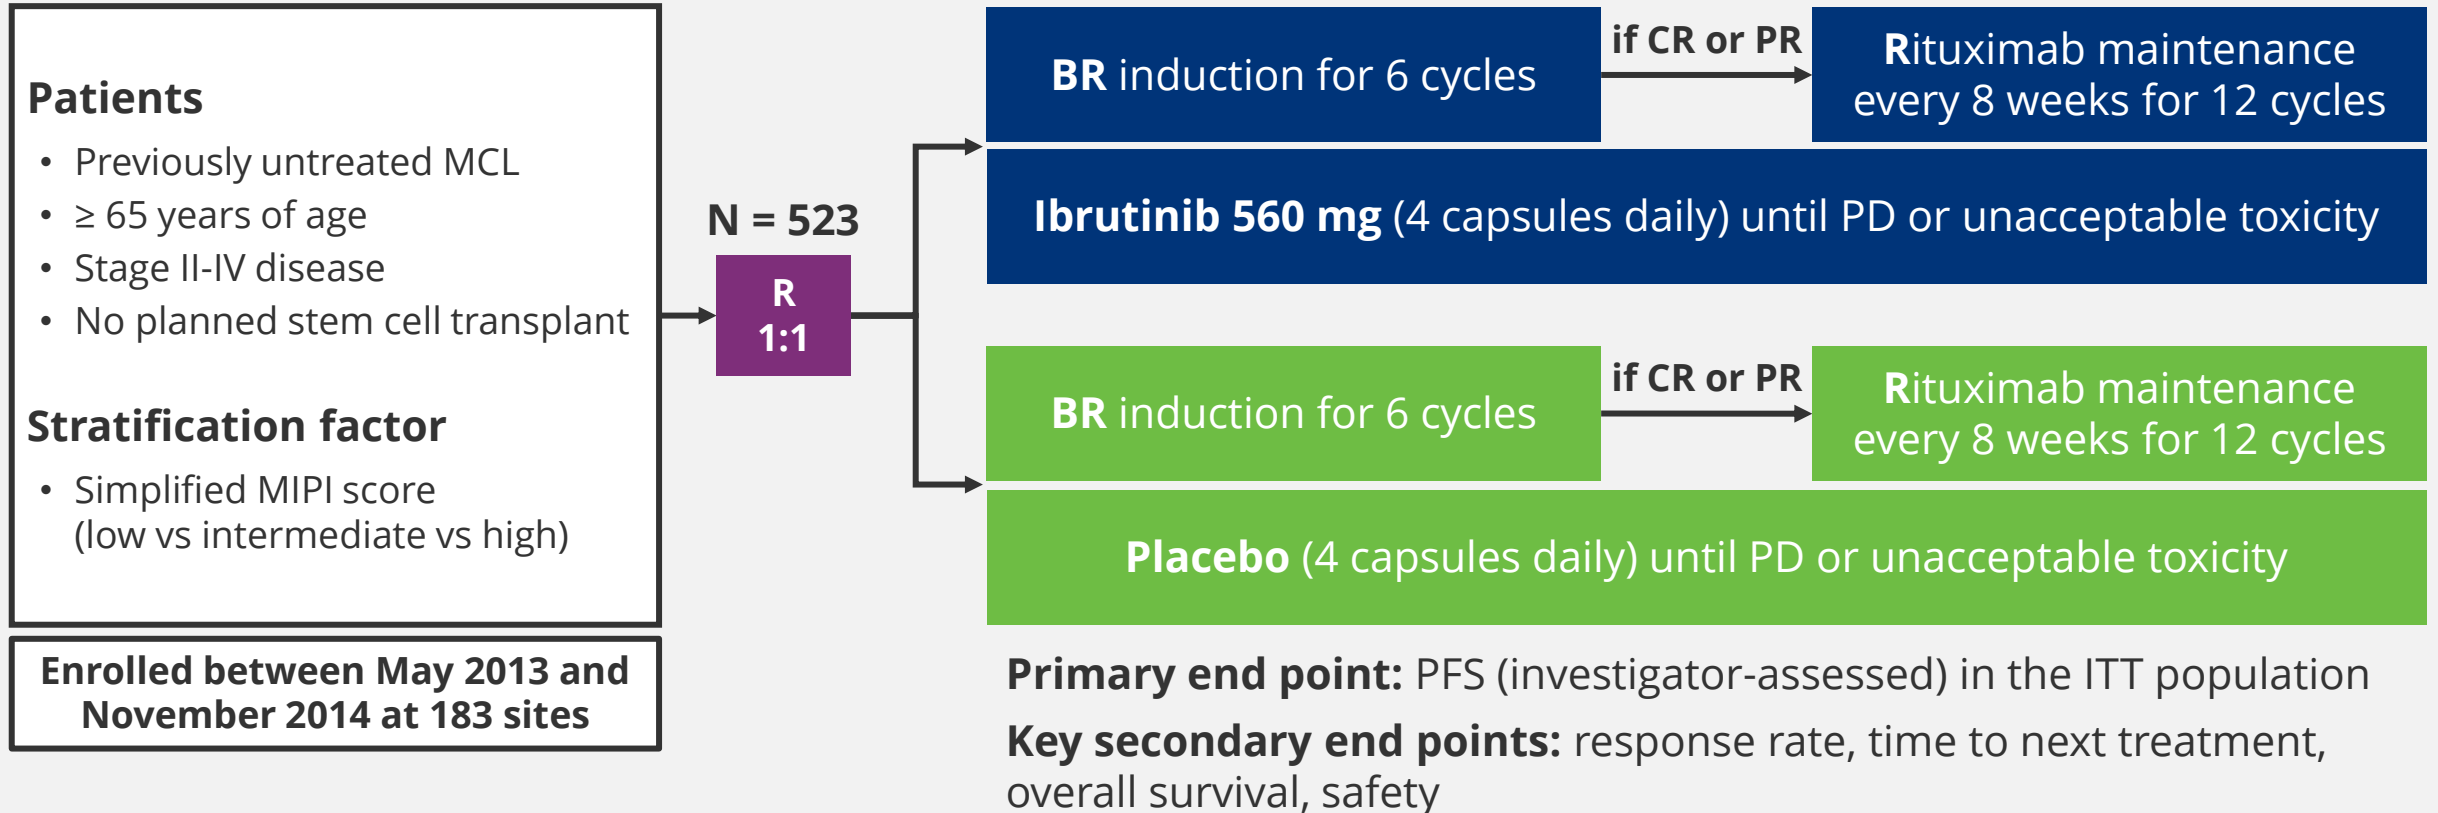 Patients
• Previously untreated MCL
• ≥ 65 years of age
• Stage II-IV disease
• No planned stem cell transplant
Stratification factor
• Simplified MIPI score
(low vs intermediate vs high)
Enrolled between May 2013 and
November 2014 at 183 sites
N = 523
R
1:1
BR induction for 6 cycles
if CR or PR
Rituximab maintenance
every 8 weeks for 12 cycles
Ibrutinib 560 mg (4 capsules daily) until PD or unacceptable toxicity
BR induction for 6 cycles
if CR or PR
Rituximab maintenance
every 8 weeks for 12 cycles
Placebo (4 capsules daily) until PD or unacceptable toxicity
Primary end point: PFS (investigator-assessed) in the ITT population
Key secondary end points: response rate, time to next treatment,
overall survival, safety